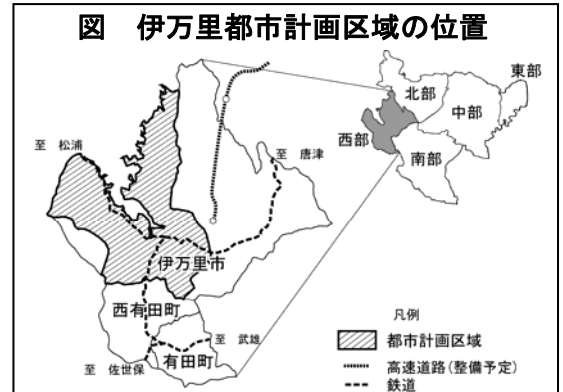 図　伊万里都市計画区域の位置
東部
北部
中部
西部
南部
至　松浦
至　唐津
伊万里市
西有田町
至　武雄
有田町
至　佐世保
凡例
都市計画区域
高速道路(整備予定)
鉄道